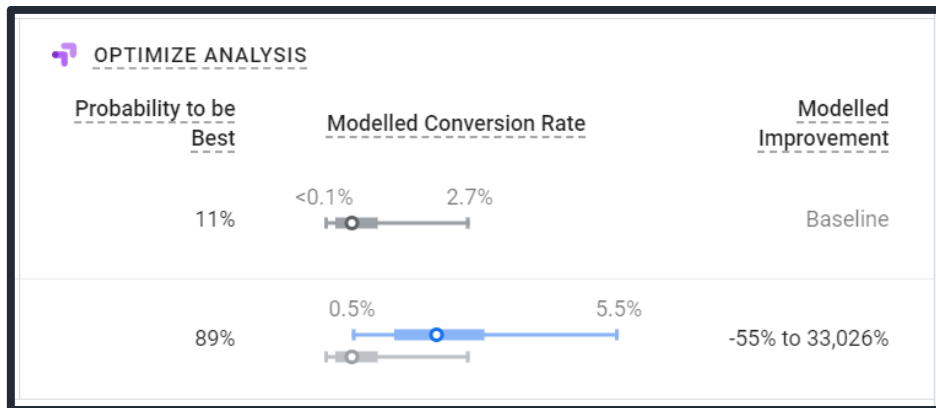 OPTIMIZE ANALYSIS
Probability to be
Best
Modelled Conversion Rate
Modelled
Improvement
<0.1% 2.7%
11%
Baseline
0.5% 5.5%
89%
-55% to 33,026%